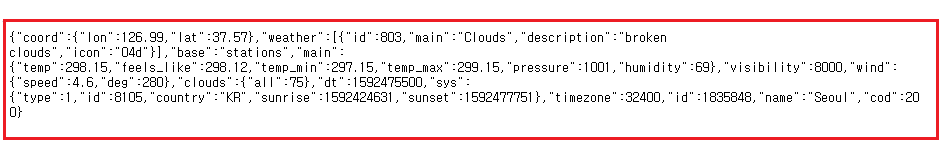 {"coord":{"lon":126.99,"lat":37.57},"weather":[{"id":803,"main":"Clouds","description":"broken
clouds","icon":"04d"}],"base":"stations","main":
{"temp":298.15,"feels_like":298.12,"temp_min":297.15,"temp_max":299.15,"pressure":1001,"humidity":69},"visibility":8000,"wind":
{"speed":4.6,"deg":280},"clouds":{"all":75},"dt":1592475500,"sys":
{"type":1,"id":8105,"country":"KR","sunrise":1592424631,"sunset":1592477751},"timezone":32400,"id":1835848,"name":"Seoul","cod":20
0}